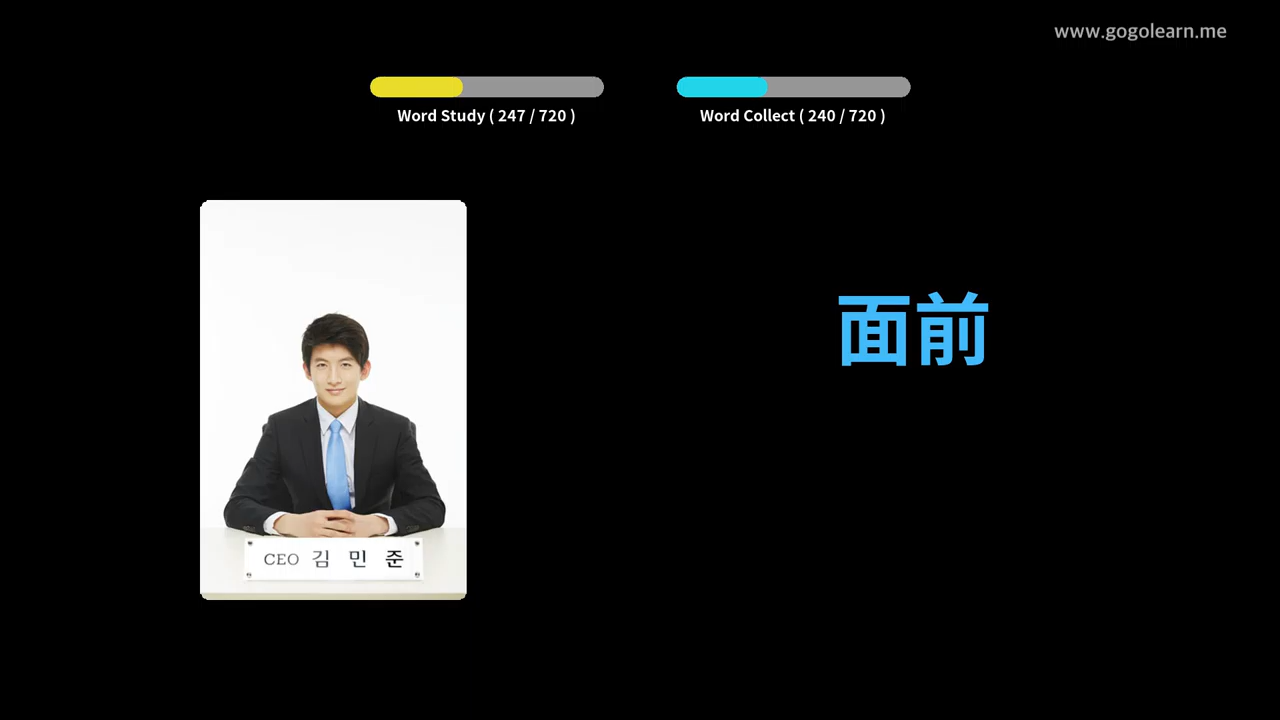 www.gogolearn.me
Word Study ( 247 / 720 )
Word Collect ( 240 / 720 )
面前
CEO 김 민 준